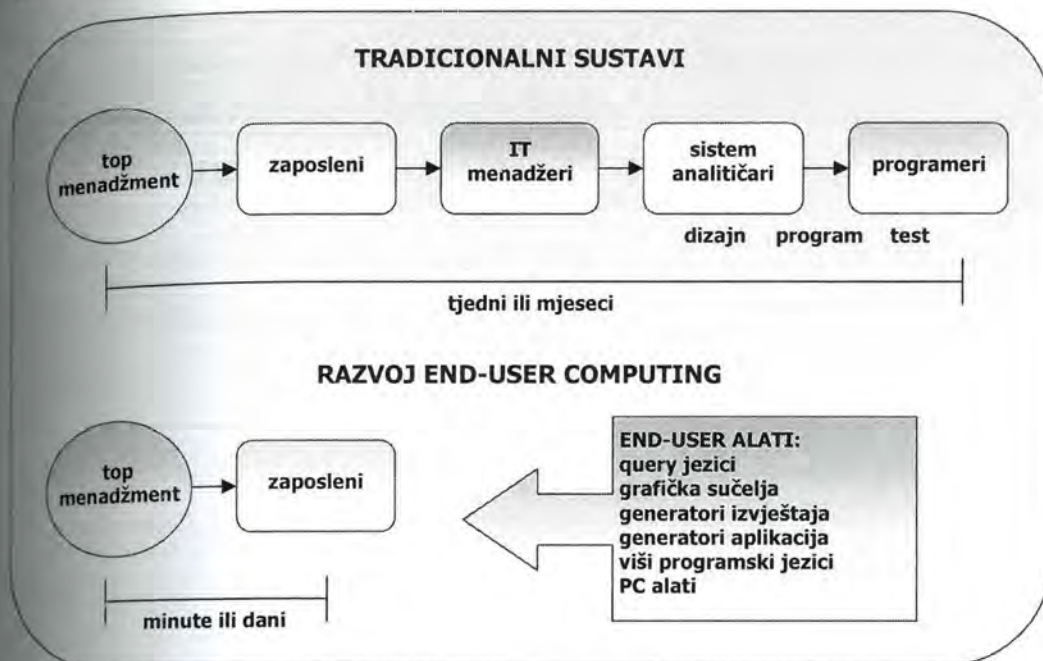 TRADICIONALNI SUSTAVI
top
menadžment
zaposleni
IT
menadžeri
sistem
analitičari
programeri
dizajn program test
tjedni ili mjeseci
RAZVOJ END-USER COMPUTING
top
menadžment
zaposleni
END-USER ALATI:
query jezici
grafička sučelja
generatori izvještaja
generatori aplikacija
viši programski jezici
PC alati
minute ili dani